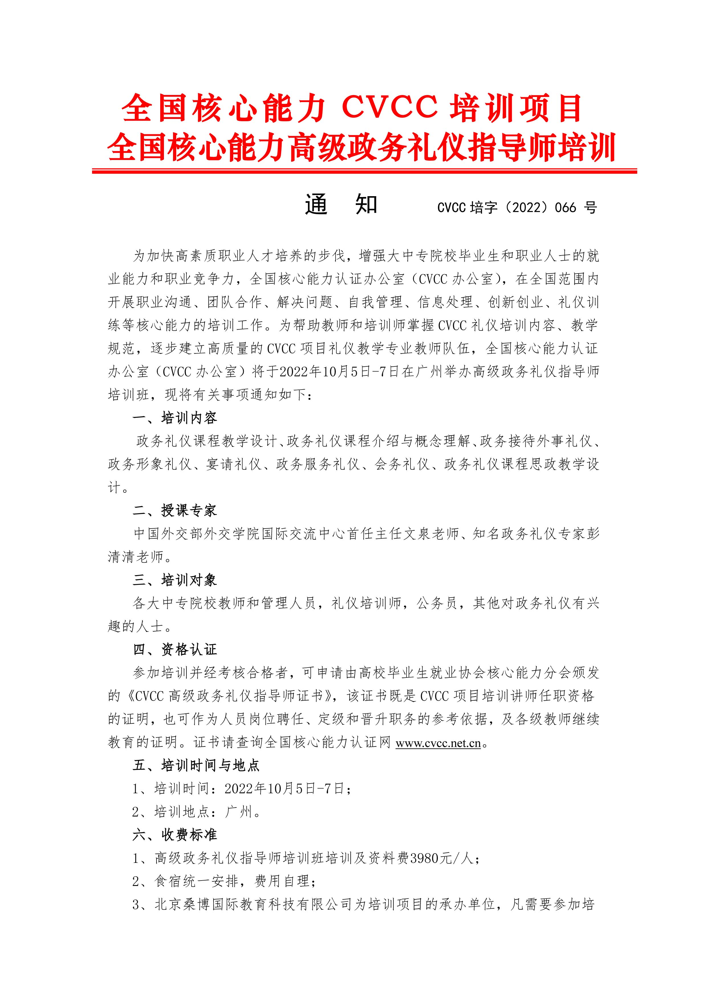 全国核心能力 CVCC 培训项目
全国核心能力高级政务礼仪指导师培训
通 知 CVCC 培字（2022）066 号
为加快高素质职业人才培养的步伐，增强大中专院校毕业生和职业人士的就
业能力和职业竞争力，全国核心能力认证办公室（CVCC 办公室），在全国范围内
开展职业沟通、团队合作、解决问题、自我管理、信息处理、创新创业、礼仪训
练等核心能力的培训工作。为帮助教师和培训师掌握 CVCC 礼仪培训内容、教学
规范，逐步建立高质量的 CVCC 项目礼仪教学专业教师队伍，全国核心能力认证
办公室（CVCC 办公室）将于2022年10月5日-7日在广州举办高级政务礼仪指导师
培训班，现将有关事项通知如下：
一、培训内容
政务礼仪课程教学设计、政务礼仪课程介绍与概念理解、政务接待外事礼仪、
政务形象礼仪、宴请礼仪、政务服务礼仪、会务礼仪、政务礼仪课程思政教学设
计。
二、授课专家
中国外交部外交学院国际交流中心首任主任文泉老师、知名政务礼仪专家彭
清清老师。
三、培训对象
各大中专院校教师和管理人员，礼仪培训师，公务员，其他对政务礼仪有兴
趣的人士。
四、资格认证
参加培训并经考核合格者，可申请由高校毕业生就业协会核心能力分会颁发
的《CVCC 高级政务礼仪指导师证书》，该证书既是 CVCC 项目培训讲师任职资格
的证明，也可作为人员岗位聘任、定级和晋升职务的参考依据，及各级教师继续
教育的证明。证书请查询全国核心能力认证网 www.cvcc.net.cn。
五、培训时间与地点
1、培训时间：2022年10月5日-7日；
2、培训地点：广州。
六、收费标准
1、高级政务礼仪指导师培训班培训及资料费3980元/人；
2、食宿统一安排，费用自理；
3、北京桑博国际教育科技有限公司为培训项目的承办单位，凡需要参加培